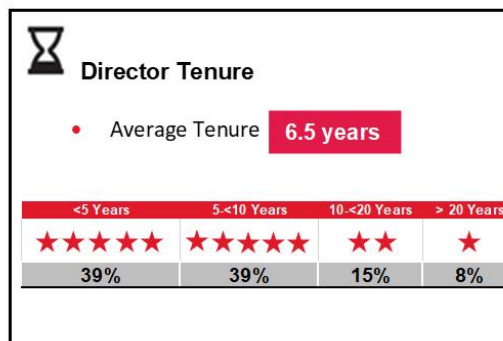 Director Tenure
• Average Tenure 6.5 years
<5 Years 5-<10 Years 10-<20 Years > 20 Years
39% 39% 15% 8%